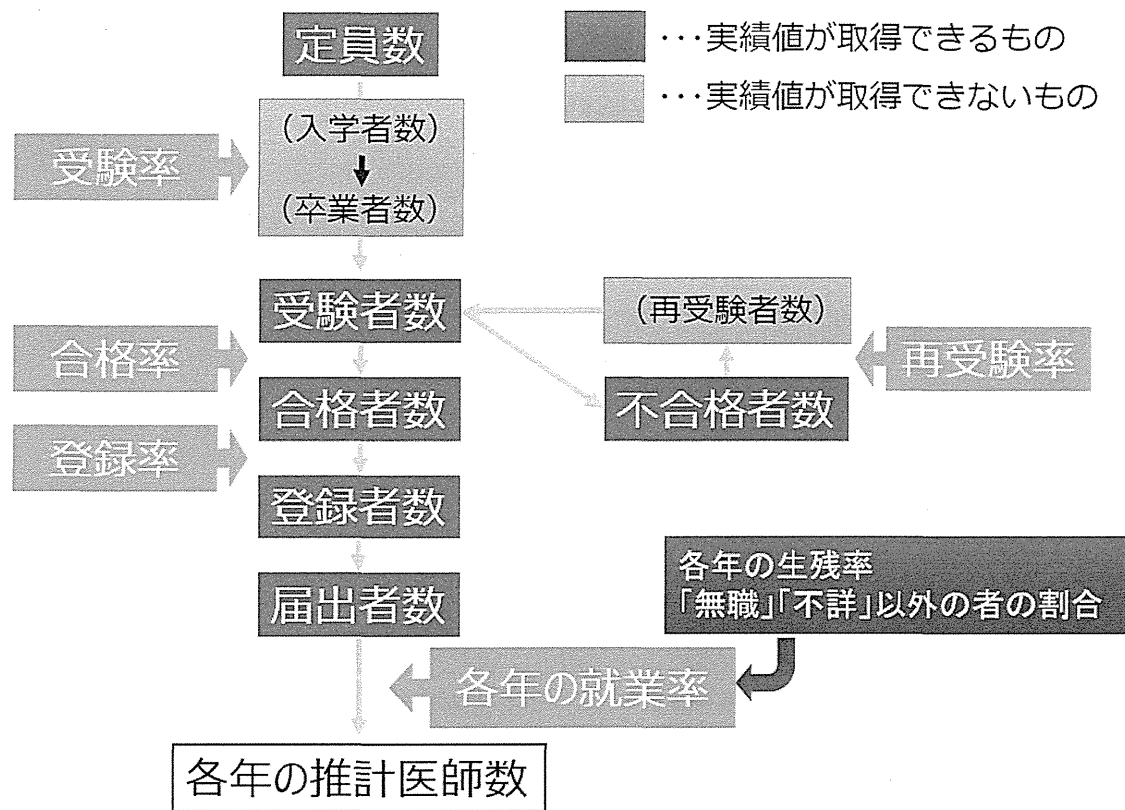 定員数
・・・実績値が取得できるもの
・・・実績値が取得できないもの
(入学者数)
(卒業者数)
受験率
受験者数
(再受験者数)
合格率
再受験率
合格者数
不合格者数
登録率
登録者数
各年の生残率
「無職」「不詳」以外の者の割合
届出者数
各年の就業率
各年の推計医師数